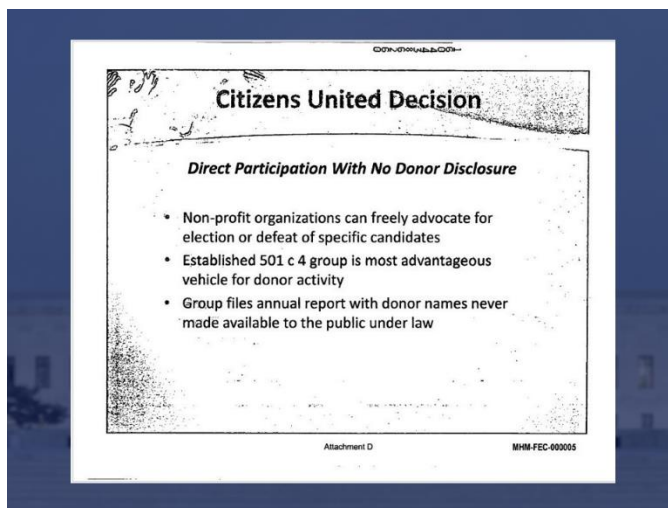 Citizens United Decision
Direct Participation With No Donor Disclosure
• Non-profit organizations can freely advocate for
election or defeat of specific candidates
• Established 501 c 4 group is most advantageous
vehicle for donor activity
• Group files annual report with donor names never
made available to the public under law
Attachment D
MHM-FEC-000005